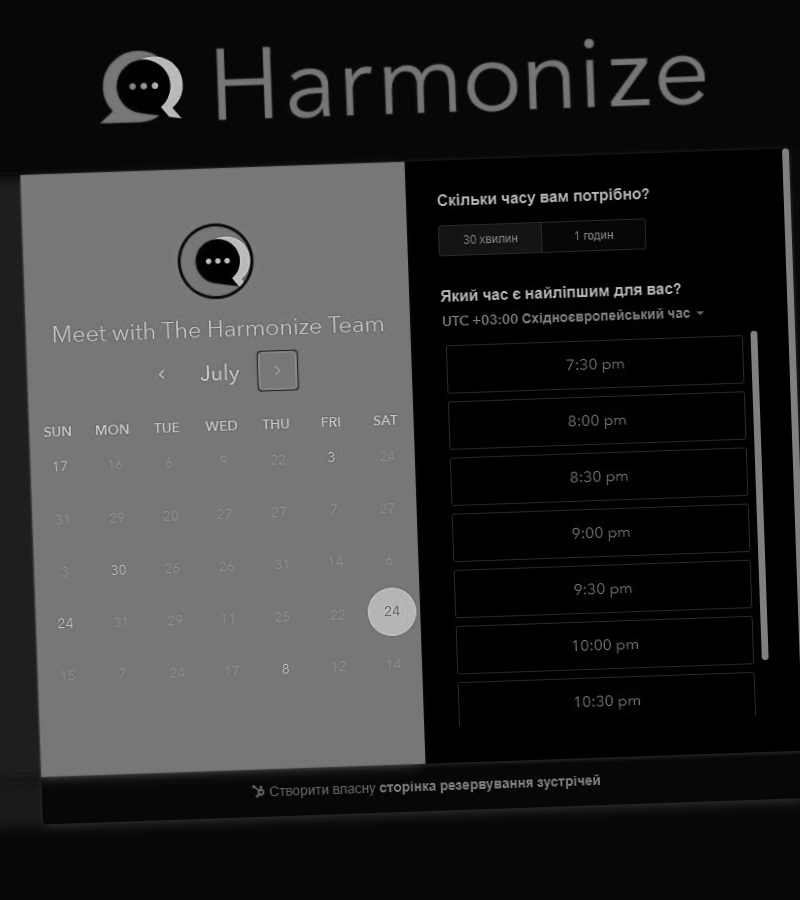 Harmonize
Meet with The Harmonize Team
July
SUN MON TUE WED THU FRI SAT
17 16 6 9 22 3 24
31 29 20 27 27 7 27
3 30 26 26 31 14 6
24 31 29 11 25 22 24
15 7 24 17 8 12 14
Скільки часу вам потрібно?
30 хвилин 1 годин
Який час є найліпшим для вас?
UTC +03:00 Східноєвропейський час
7:30 pm
8:00 pm
8:30 pm
9:00 pm
9:30 pm
10:00 pm
10:30 pm
Створити власну сторінка резервування зустрічей